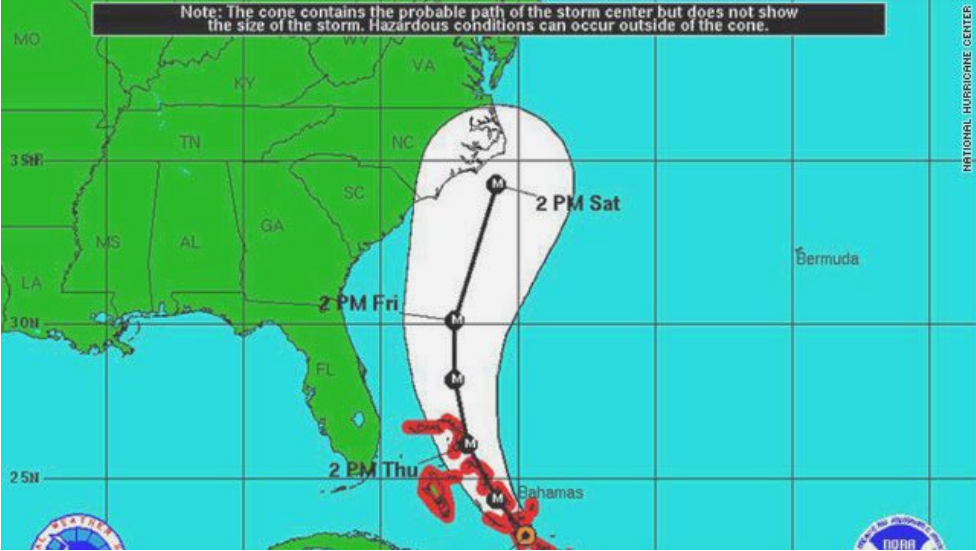 Note: The cone contains the probable path of the storm center but does not show
the size of the storm. Hazardous conditions can occur outside of the cone.
NATIONAL HURRICANE CENTER
MO
WV
VA
KY
TN
NC
35N
SC
MS
AL
GA
2 PM Sat
Bermuda
LA
2 PM Fri
30N
FL
M
M
M
M
M
2 PM Thu
25N
Bahamas
WEATHER
NOAA